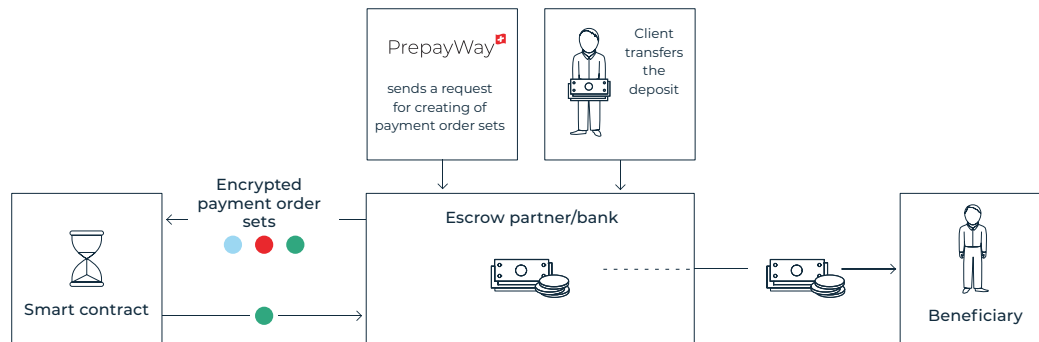 PrepayWay
sends a request
for creating of
payment order sets
Client
transfers
the
deposit
Encrypted
payment order
sets
Escrow partner/bank
Smart contract
Beneficiary